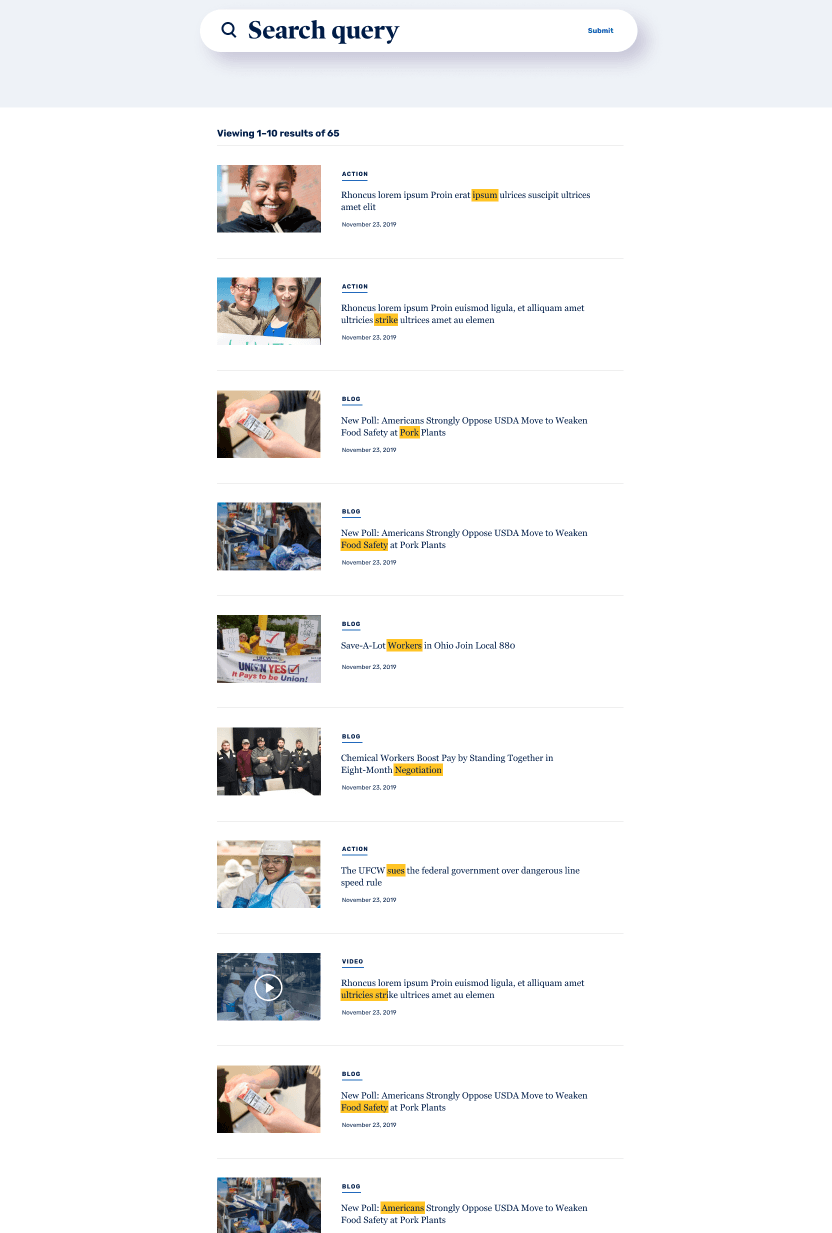 Search query
Submit
Viewing 1–10 results of 65
ACTION
Rhoncus lorem ipsum Proin erat ipsum ulrices suscipit ultrices
amet elit
November 23, 2019
ACTION
Rhoncus lorem ipsum Proin euismod ligula, et alliquam amet
ultricies strike ultrices amet au elemen
November 23, 2019
BLOG
New Poll: Americans Strongly Oppose USDA Move to Weaken
Food Safety at Pork Plants
November 23, 2019
BLOG
New Poll: Americans Strongly Oppose USDA Move to Weaken
Food Safety at Pork Plants
November 23, 2019
UNION YES
It Pays to be Union!
BLOG
Save-A-Lot Workers in Ohio Join Local 880
November 23, 2019
BLOG
Chemical Workers Boost Pay by Standing Together in
Eight-Month Negotiation
November 23, 2019
ACTION
The UFCW sues the federal government over dangerous line
speed rule
November 23, 2019
VIDEO
Rhoncus lorem ipsum Proin euismod ligula, et alliquam amet
ultricies strike ultrices amet au elemen
November 23, 2019
BLOG
New Poll: Americans Strongly Oppose USDA Move to Weaken
Food Safety at Pork Plants
November 23, 2019
BLOG
New Poll: Americans Strongly Oppose USDA Move to Weaken
Food Safety at Pork Plants